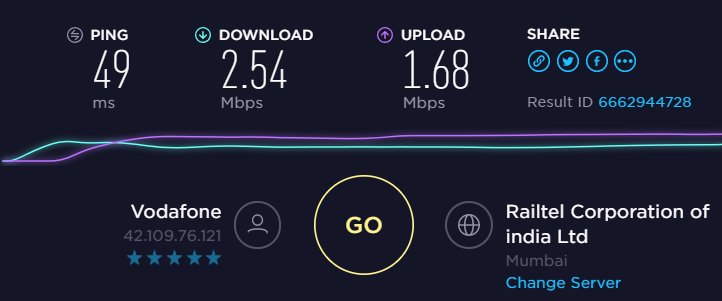 PING
49
ms
DOWNLOAD
2.54
Mbps
UPLOAD
1.68
Mbps
SHARE
Result ID 6662944728
Vodafone
42.109.76.121
GO
Railtel Corporation of
india Ltd
Mumbai
Change Server